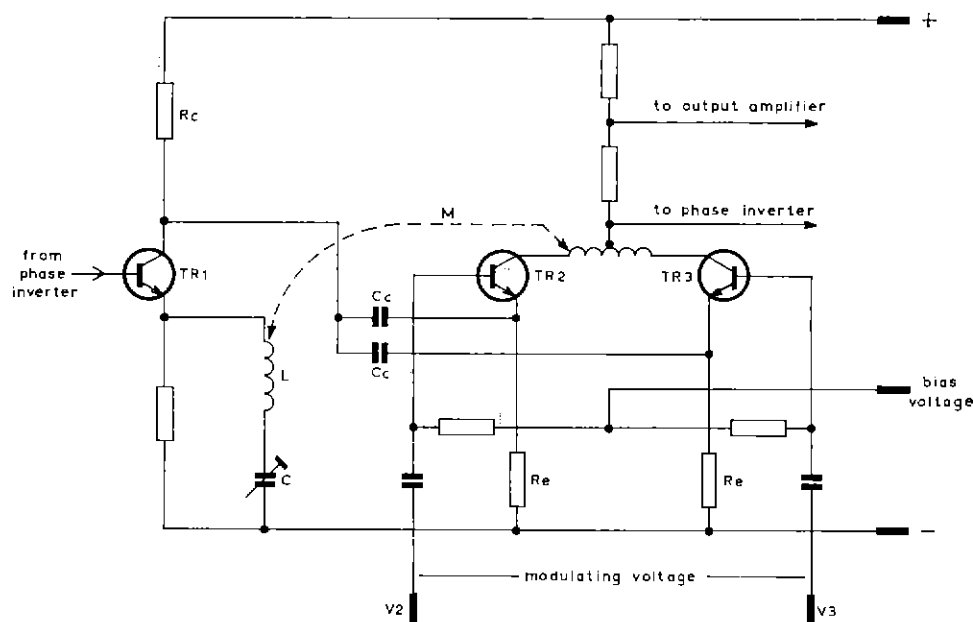 +
Rc
to output amplifier
M
to phase inverter
from
phase
inverter
TR1
TR2
TR3
Cc
Cc
L
bias
voltage
C
Re
Re
−
modulating voltage
V2
V3